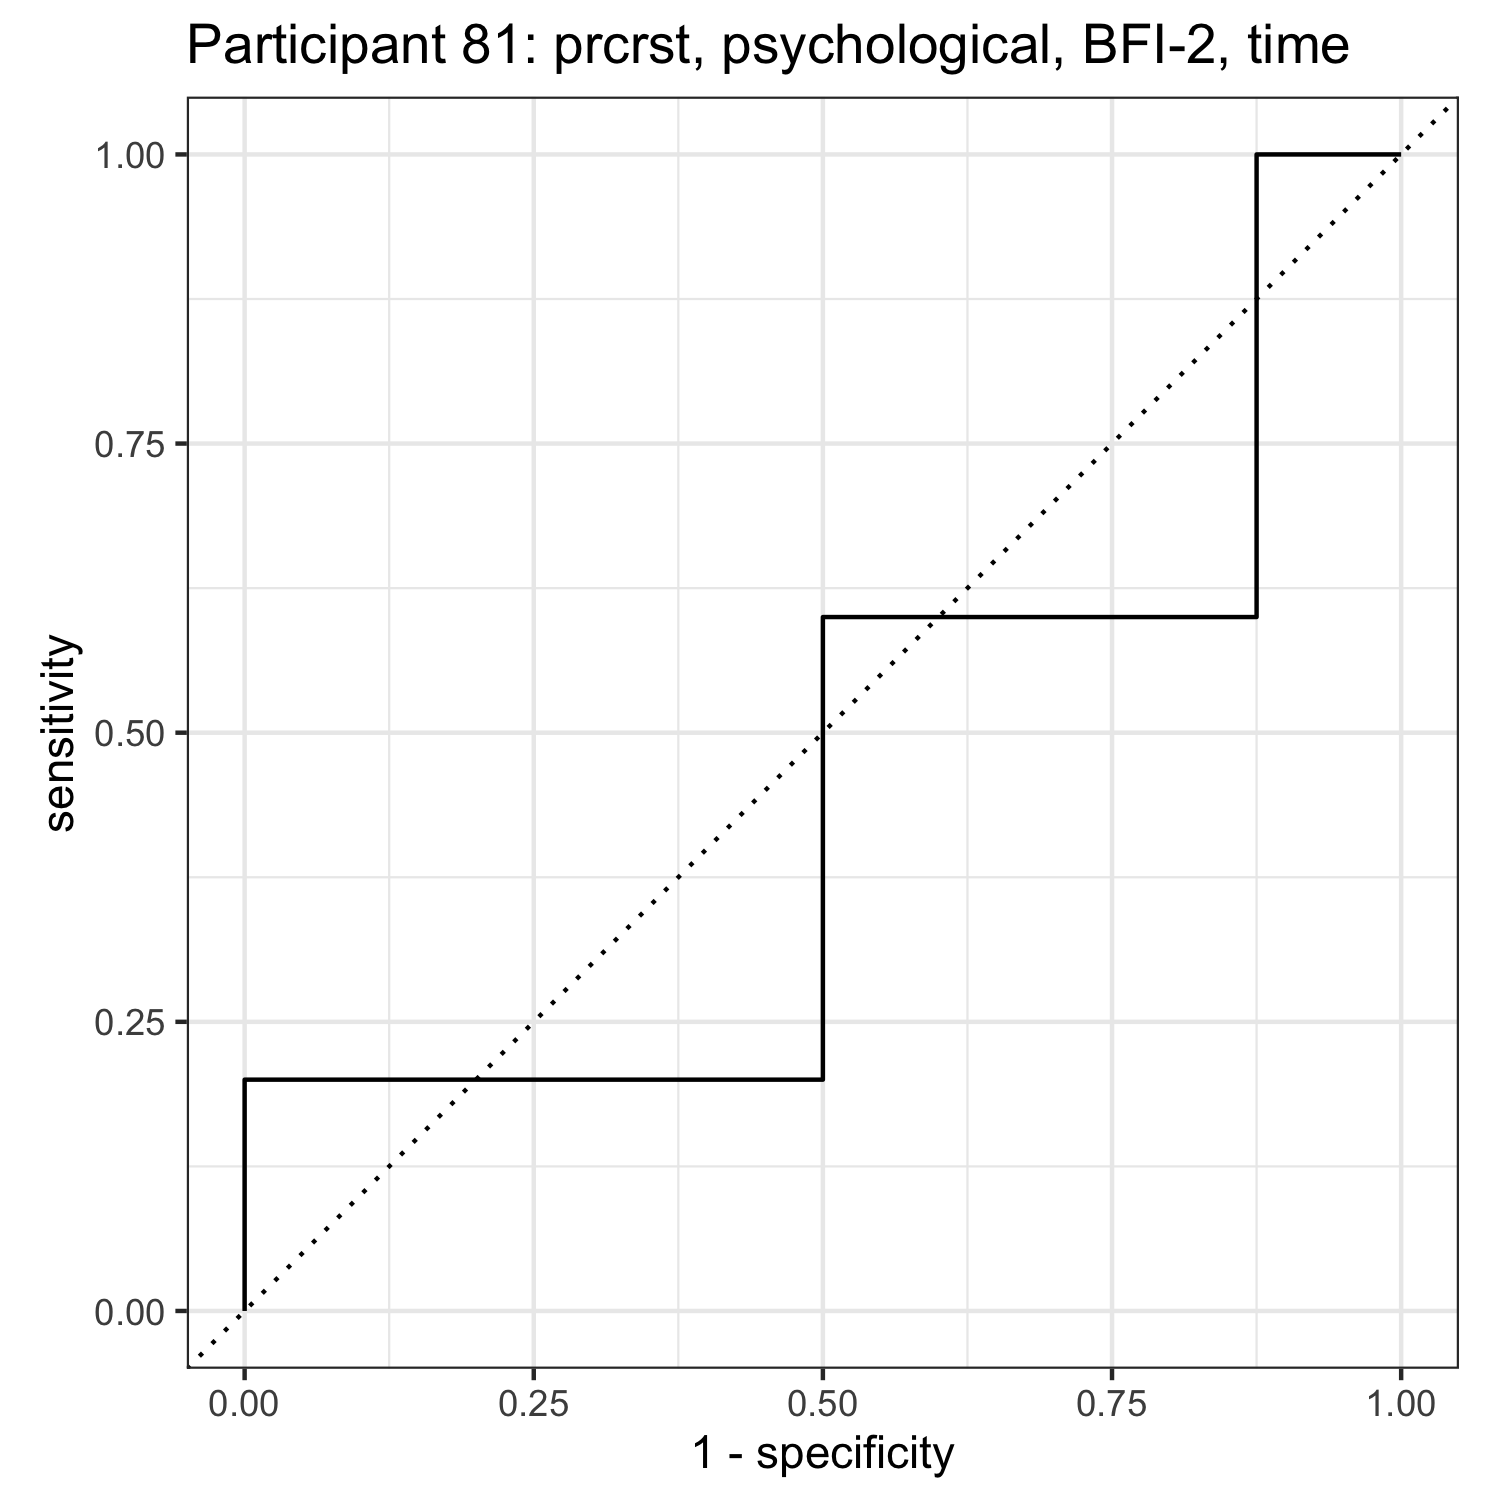 Participant 81: prcrst, psychological, BFI-2, time
sensitivity
1.00
0.75
0.50
0.25
0.00
0.00 0.25 0.50 0.75 1.00
1 - specificity